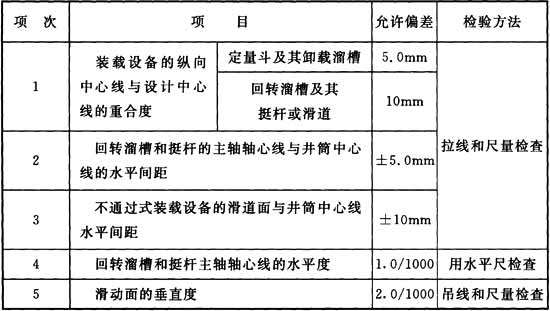 项 次 项 目 允许偏差 检验方法
1 装载设备的纵向中心线与设计中心线的重合度 定量斗及其卸载溜槽 5.0mm 拉线和尺量检查
回转溜槽及其挺杆或滑道 10mm
2 回转溜槽和挺杆的主轴轴心线与井筒中心线的水平间距 ±5.0mm
3 不通过式装载设备的滑道面与井筒中心线水平间距 ±10mm
4 回转溜槽和挺杆主轴轴心线的水平度 1.0/1000 用水平尺检查
5 滑动面的垂直度 2.0/1000 吊线和尺量检查